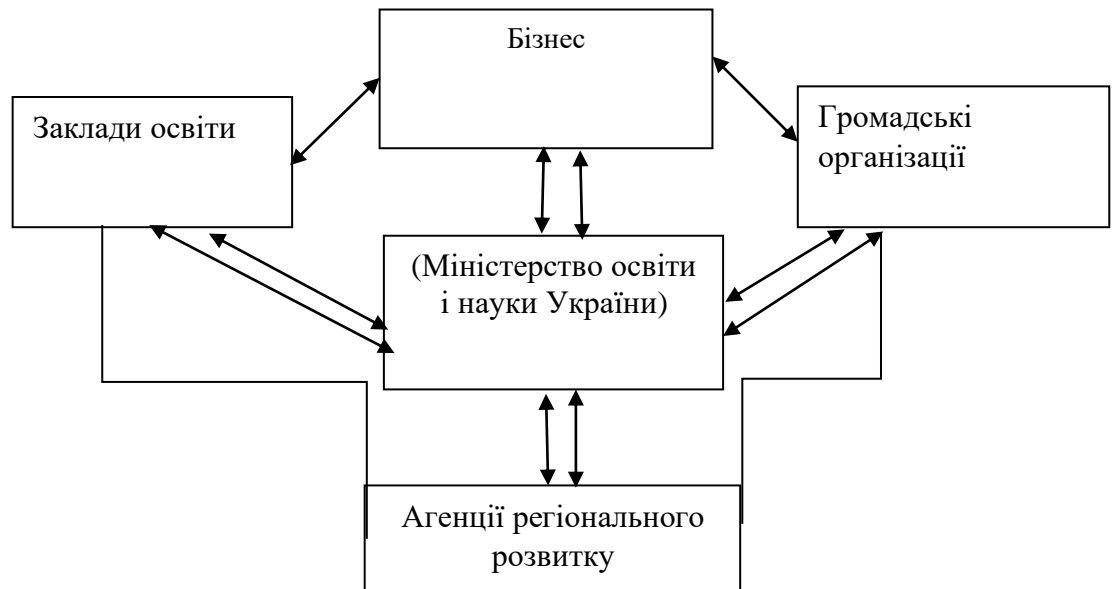 Бізнес
Заклади освіти
Громадські
організації
(Міністерство освіти
і науки України)
Агенції регіонального
розвитку